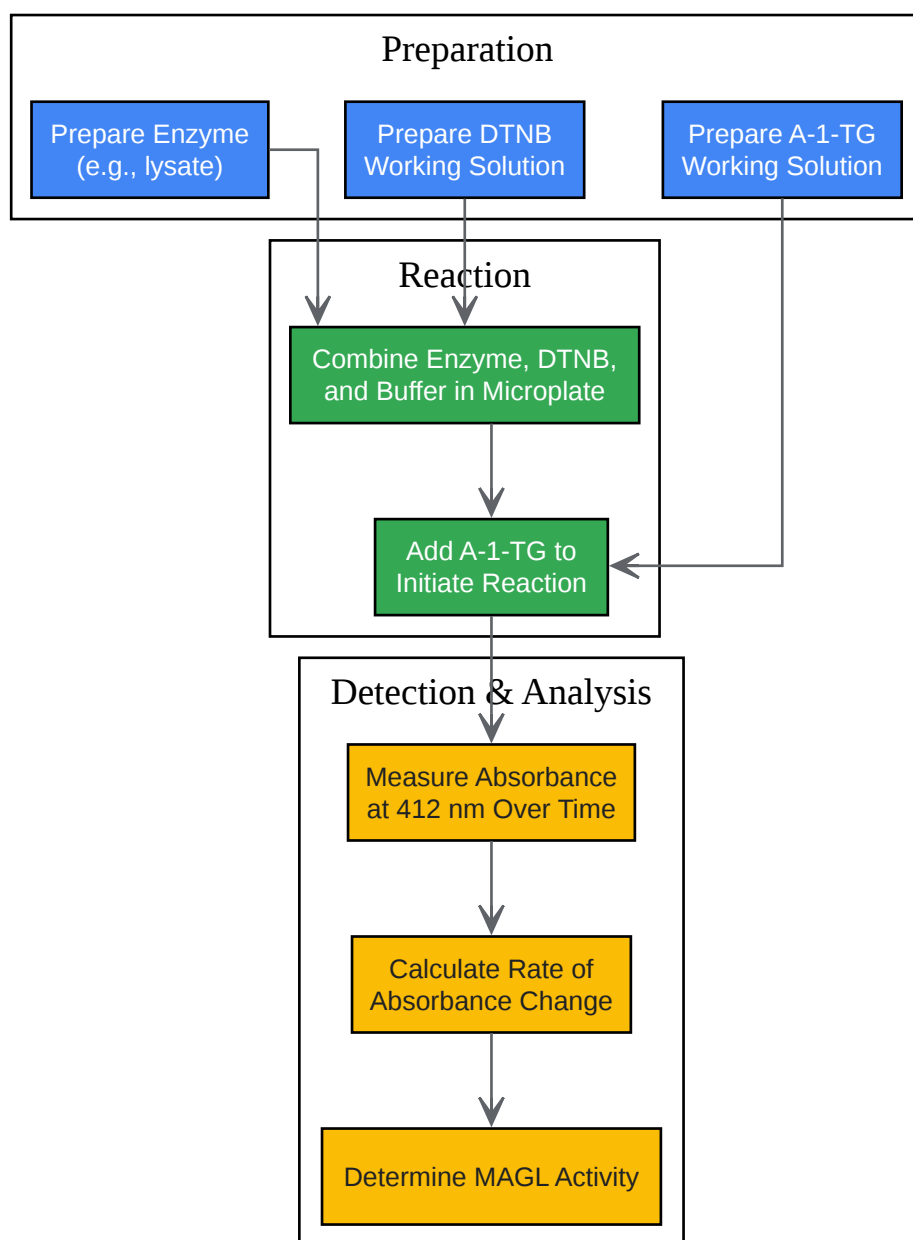 Preparation
Prepare Enzyme
(e.g., lysate)
Prepare DTNB
Working Solution
Prepare A-1-TG
Working Solution
Reaction
Combine Enzyme, DTNB,
and Buffer in Microplate
Add A-1-TG to
Initiate Reaction
Detection & Analysis
Measure Absorbance
at 412 nm Over Time
Calculate Rate of
Absorbance Change
Determine MAGL Activity